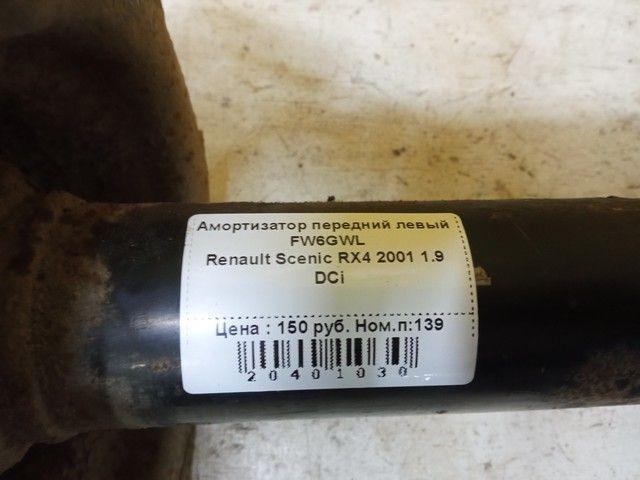 Амортизатор передний левый
FW6GWL
Renault Scenic RX4 2001 1.9
DCi
Цена : 150 руб. Ном.п:139
20401030